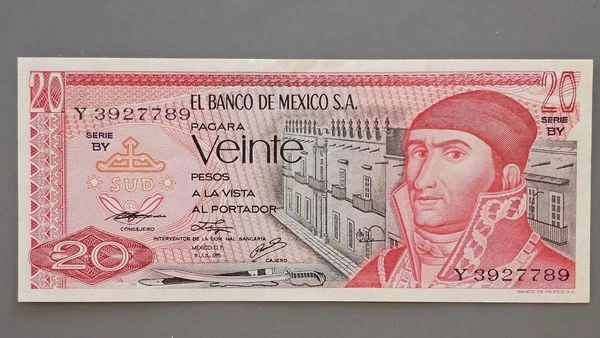 20
20
Y 3927789
EL BANCO DE MEXICO S.A.
SERIE
BY
PAGARA
Veinte
PESOS
A LA VISTA
AL PORTADOR
SUD
SERIE
BY
CONSEJERO
INTERVENTOR DE LA COM. NAL. BANCARIA
MEXICO, D.F.
CAJERO
20
Y 3927789
BANCO DE MEXICO, S.A.